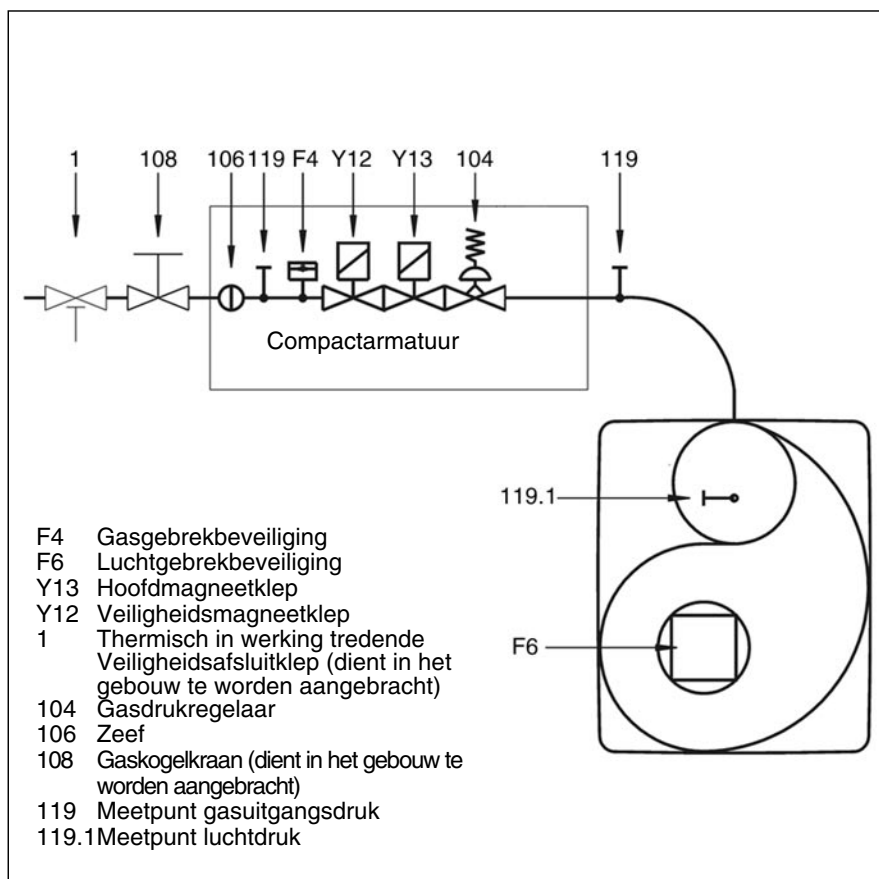 1 108 106 119 F4 Y12 Y13 104 119
Compactarmatuur
119.1
F6
F4 Gasgebrekbeveiliging
F6 Luchtgebrekbeveiliging
Y13 Hoofdmagneetklep
Y12 Veiligheidsmagneetklep
1 Thermisch in werking tredende
Veiligheidsafsluitklep (dient in het
gebouw te worden aangebracht)
104 Gasdrukregelaar
106 Zeef
108 Gaskogelkraan (dient in het gebouw te
worden aangebracht)
119 Meetpunt gasuitgangsdruk
119.1Meetpunt luchtdruk